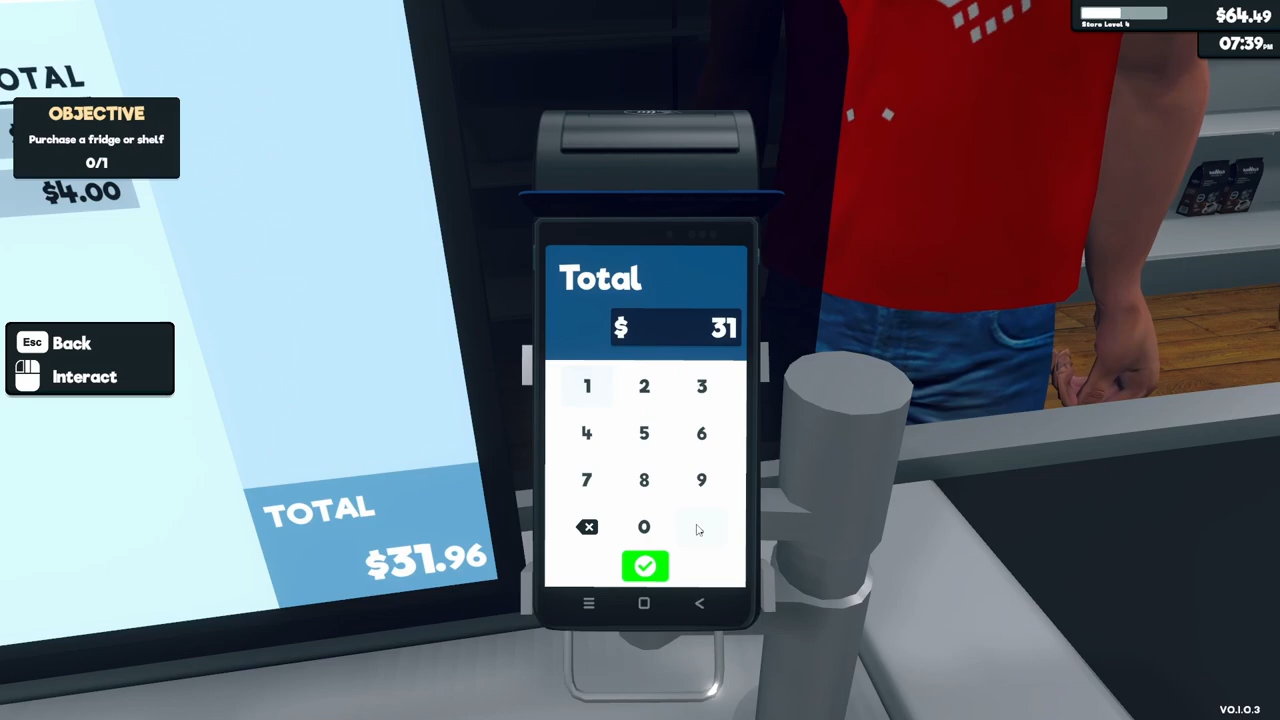 $64.49
Store Level 4
07:39PM
OTAL
OBJECTIVE
Purchase a fridge or shelf
0/1
$4.00
Esc Back
Interact
Total
$ 31
1 2 3
4 5 6
7 8 9
0
TOTAL
$31.96
V0.1.0.3